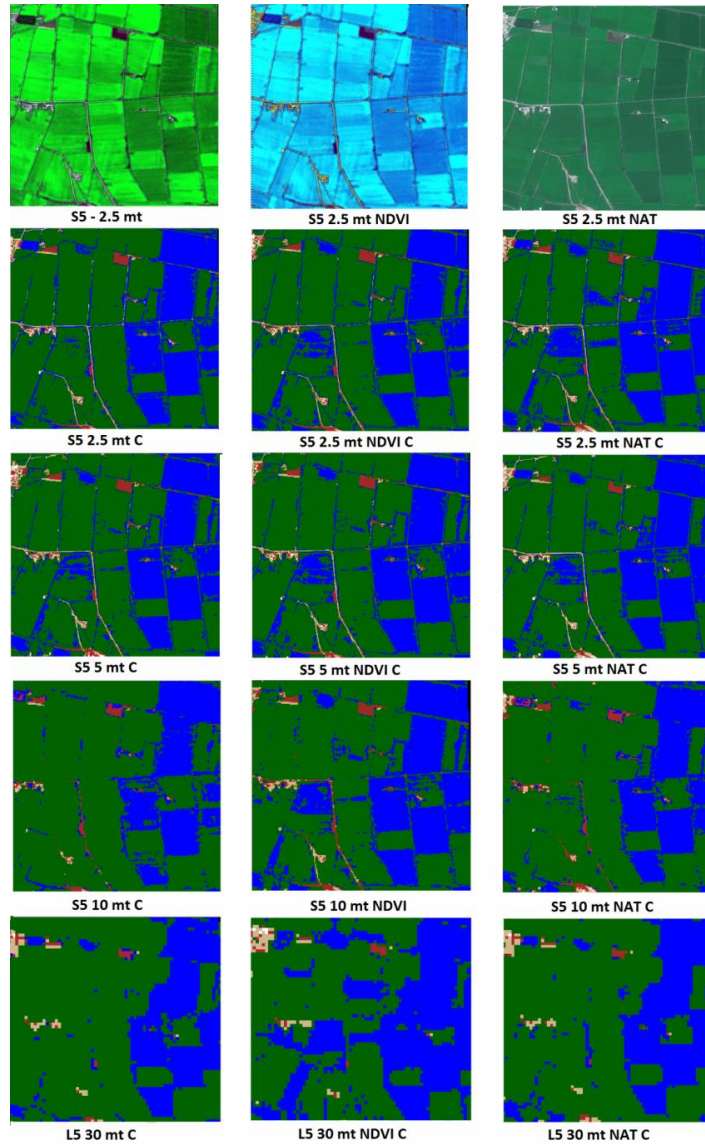 S5 - 2.5 mt
S5 2.5 mt NDVI
S5 2.5 mt NAT
S5 2.5 mt C
S5 2.5 mt NDVI C
S5 2.5 mt NAT C
S5 5 mt C
S5 5 mt NDVI C
S5 5 mt NAT C
S5 10 mt C
S5 10 mt NDVI
S5 10 mt NAT C
L5 30 mt C
L5 30 mt NDVI C
L5 30 mt NAT C